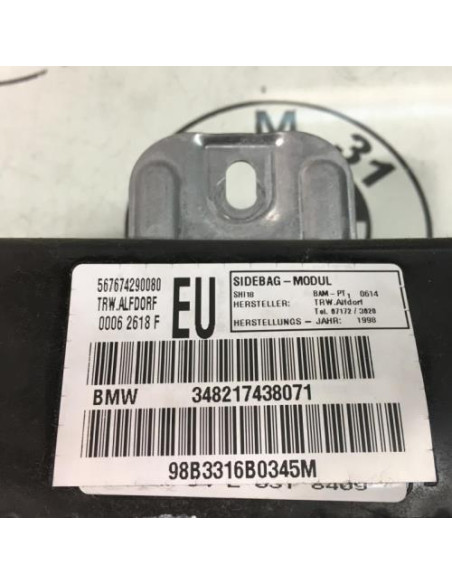 M
31
567674290080
TRW.ALFDORF
0006 2618 F
EU
SIDEBAG-MODUL
SH116 BAM-PT1 0614
HERSTELLER: TRW.Alfdorf
Tel. 07172 / 3020
HERSTELLUNGS - JAHR: 1998
BMW 348217438071
98B3316B0345M